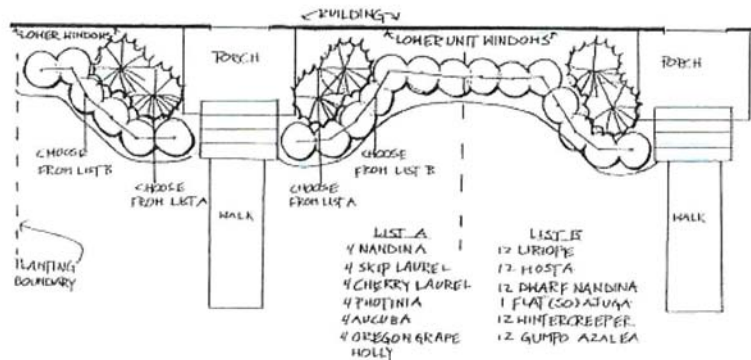 BUILDING
LOWER WINDOWS
PORCH
LOWER UNIT WINDOWS
PORCH
CHOOSE
FROM LIST B
CHOOSE
FROM LIST A
CHOOSE
FROM LIST B
CHOOSE
FROM LIST A
WALK
WALK
PLANTING
BOUNDARY
LIST A
4 NANDINA
4 SKIP LAUREL
4 CHERRY LAUREL
4 PHOTINIA
4 AUCUBA
4 OREGON GRAPE
HOLLY
LIST B
12 LIRIOPE
12 HOSTA
12 DWARF NANDINA
1 FLAT (50) AJUGA
12 WINTERCREEPER
12 GUMPO AZALEA